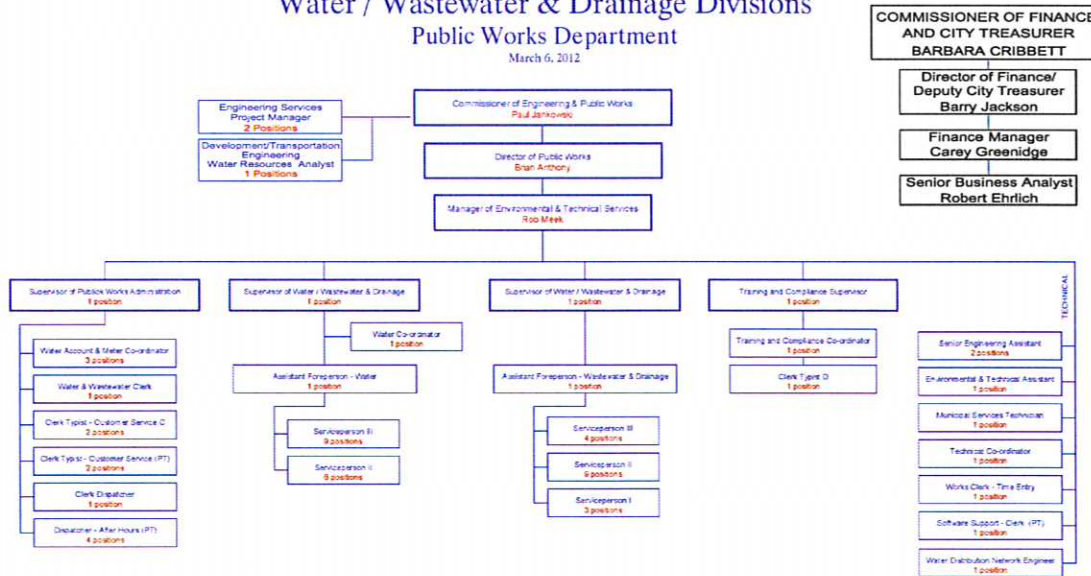 Water / Wastewater & Drainage Divisions
Public Works Department
March 6, 2012
COMMISSIONER OF FINANCE
AND CITY TREASURER
BARBARA CRIBBETT
Director of Finance/
Deputy City Treasurer
Barry Jackson
Finance Manager
Carey Greenidge
Senior Business Analyst
Robert Ehrlich
Engineering Services
Project Manager
2 Positions
Development/Transportation
Engineering
Water Resources Analyst
1 Positions
Commissioner of Engineering & Public Works
Paul Jankowski
Director of Public Works
Brian Anthony
Manager of Environmental & Technical Services
Rob Meek
Supervisor of Publick Works Administration
1 position
Water Account & Meter Co-ordinator
3 positions
Water & Wastewater Clerk
1 position
Clerk Typist - Customer Service C
2 positions
Clerk Typist - Customer Service (PT)
2 positions
Clerk Dispatcher
1 position
Dispatcher - After Hours (PT)
4 positions
Supervisor of Water / Wastewater & Drainage
1 position
Water Co-ordinator
1 position
Assistant Foreperson - Water
1 position
Serviceperson III
9 positions
Serviceperson II
6 positions
Supervisor of Water / Wastewater & Drainage
1 position
Assistant Foreperson - Wastewater & Drainage
1 position
Serviceperson III
4 positions
Serviceperson II
6 positions
Serviceperson I
3 positions
Training and Compliance Supervisor
1 position
Training and Compliance Co-ordinator
1 position
Clerk Typist D
1 position
TECHNICAL
Senior Engineering Assistant
2 positions
Environmental & Technical Assistant
1 position
Municipal Services Technician
1 position
Technical Co-ordinator
1 position
Works Clerk - Time Entry
1 position
Software Support - Clerk (PT)
1 position
Water Distribution Network Engineer
1 position